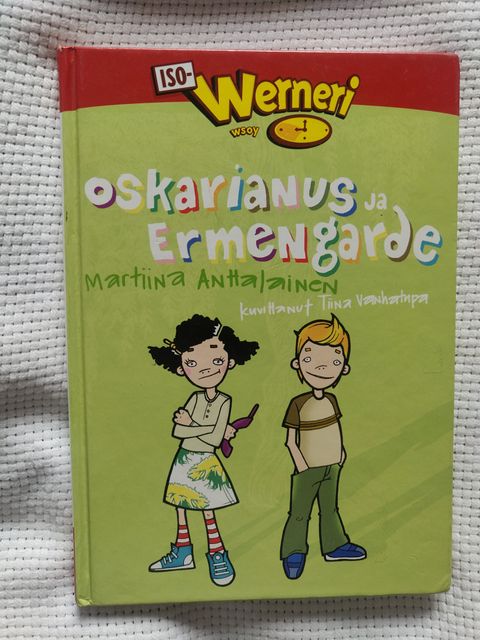 ISO-
Werneri
WSOY
OSKARIANUS JA
ERMENGARDE
Martiina Anttalainen
kuvittanut Tiina Vanhatupa